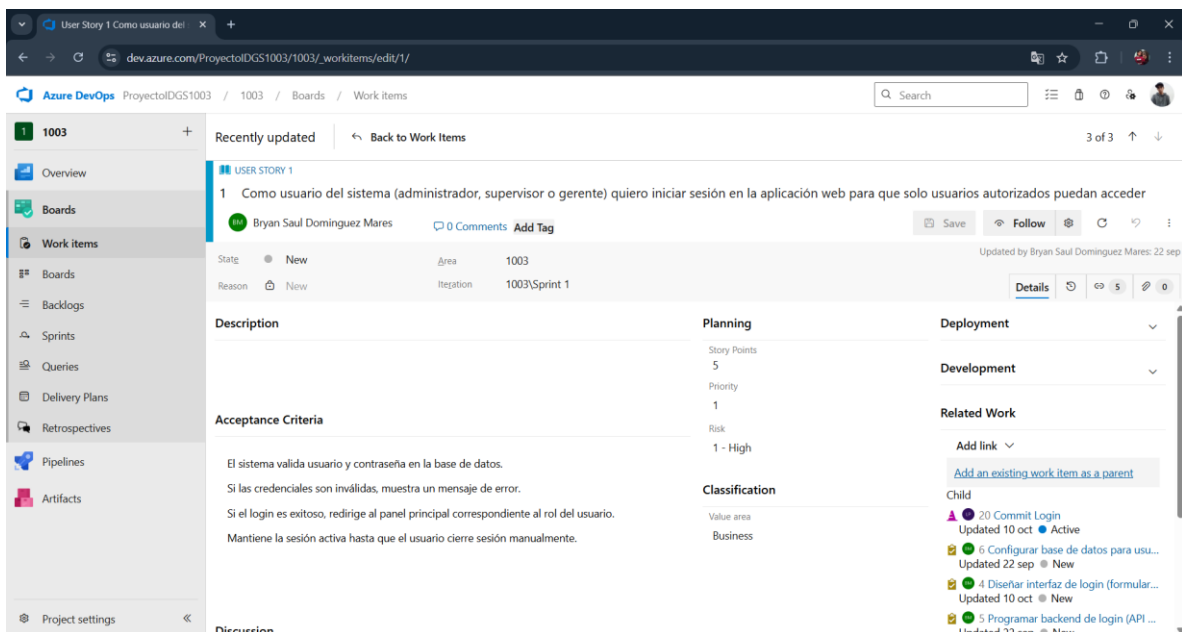 User Story 1 Como usuario del
dev.azure.com/ProyectoIDGS1003/1003/_workitems/edit/1/
Azure DevOps ProyectoIDGS1003 / 1003 / Boards / Work items
Search
1 1003
Overview
Boards
Work items
Boards
Backlogs
Sprints
Queries
Delivery Plans
Retrospectives
Pipelines
Artifacts
Project settings
Recently updated
Back to Work Items
3 of 3
USER STORY 1
1 Como usuario del sistema (administrador, supervisor o gerente) quiero iniciar sesión en la aplicación web para que solo usuarios autorizados puedan acceder
BM Bryan Saul Dominguez Mares
0 Comments Add Tag
Save
Follow
State New
Area 1003
Updated by Bryan Saul Dominguez Mares: 22 sep
Reason New
Iteration 1003\Sprint 1
Details
5
0
Description
Acceptance Criteria
El sistema valida usuario y contraseña en la base de datos.
Si las credenciales son inválidas, muestra un mensaje de error.
Si el login es exitoso, redirige al panel principal correspondiente al rol del usuario.
Mantiene la sesión activa hasta que el usuario cierre sesión manualmente.
Discussion
Planning
Story Points
5
Priority
1
Risk
1 - High
Classification
Value area
Business
Deployment
Development
Related Work
Add link
Add an existing work item as a parent
Child
20 Commit Login
Updated 10 oct Active
BM 6 Configurar base de datos para usu...
Updated 22 sep New
BM 4 Diseñar interfaz de login (formular...
Updated 10 oct New
BM 5 Programar backend de login (API ...
Updated 22 sep New